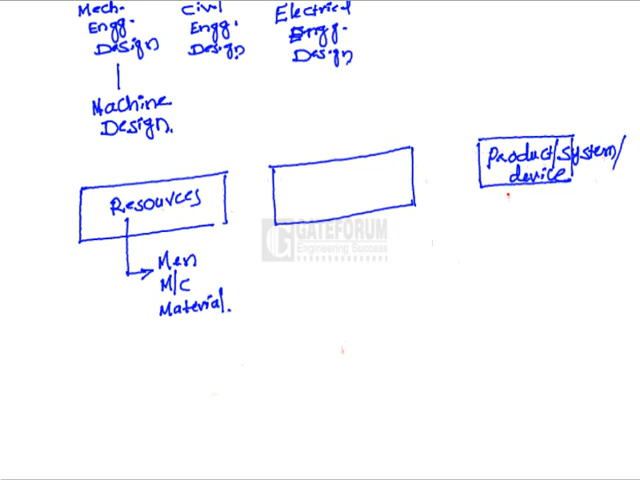 Mech. Civil Electrical
Engg. Engg. Engg.
Design Design Design
Machine
Design.
Product/System/
device
Resources
GATEFORUM
Engineering Success
Men
M/C
Material.